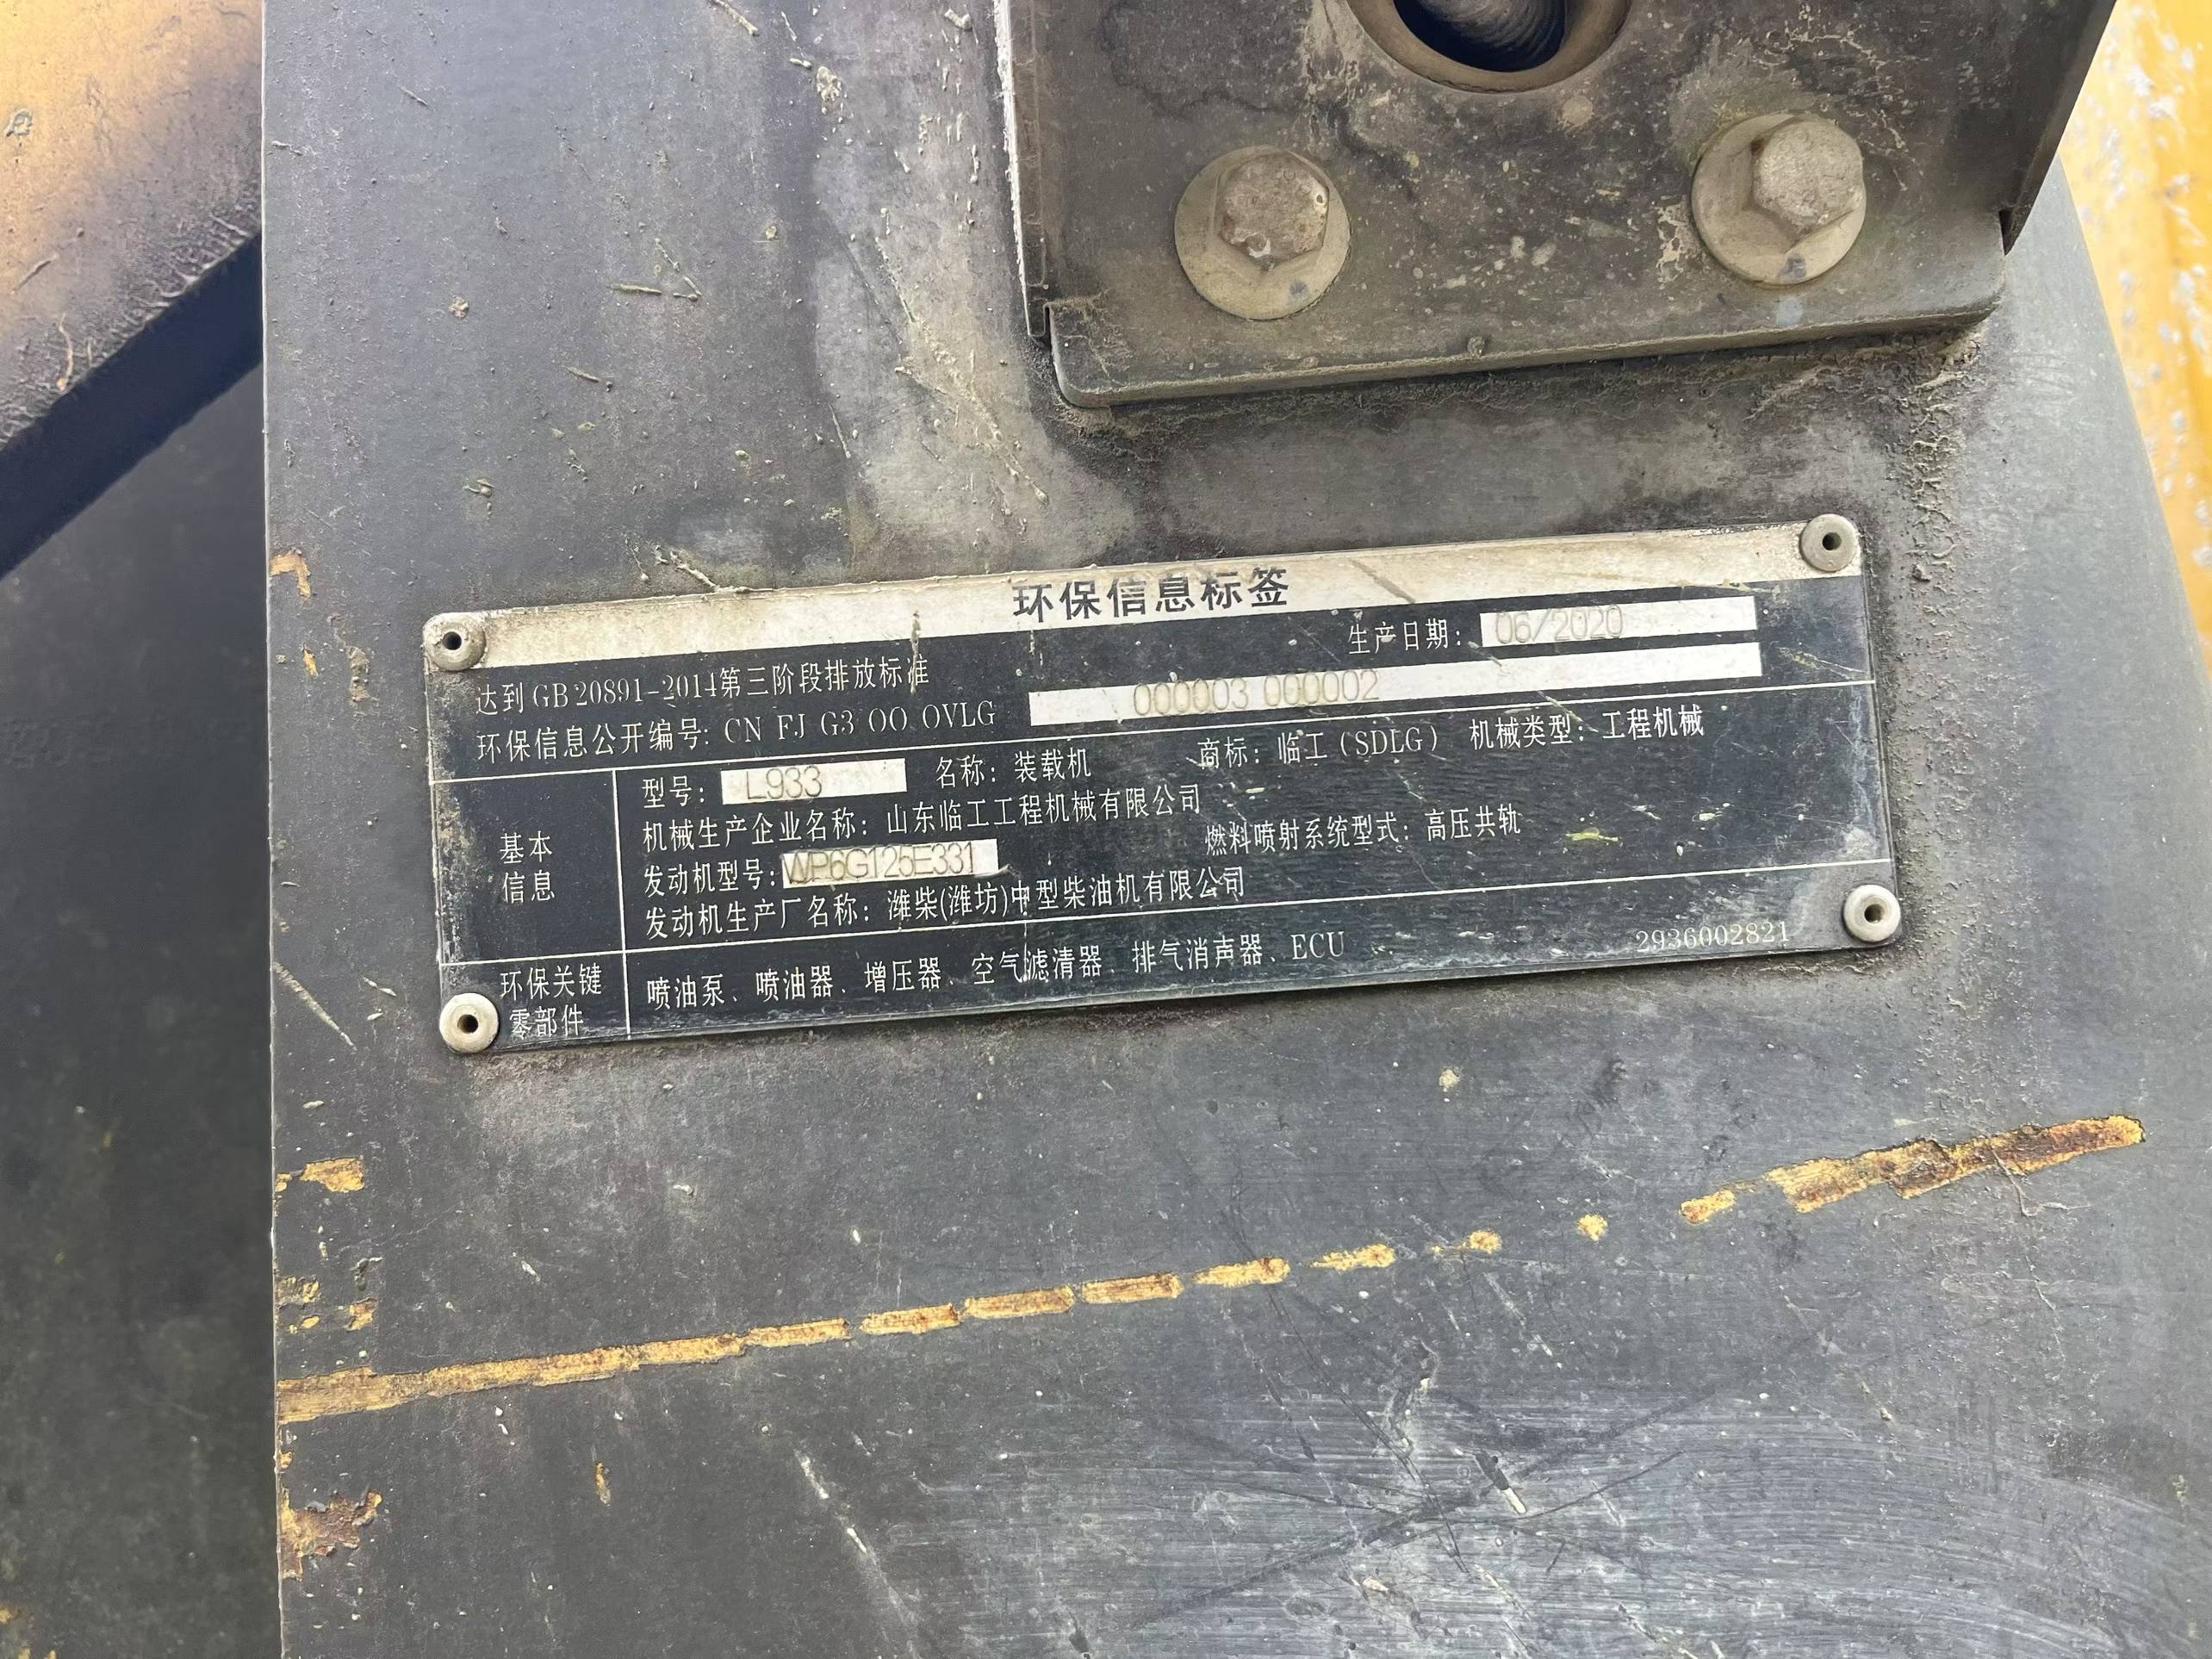 环保信息标签
生产日期: 06/2020
达到GB20891-2014第三阶段排放标准
环保信息公开编号: CN FJ G3 OO OVLG 000003 000002
基本信息
型号: L933 名称: 装载机 商标: 临工(SDLG) 机械类型: 工程机械
机械生产企业名称: 山东临工工程机械有限公司
发动机型号: WP6G125E331 燃料喷射系统型式: 高压共轨
发动机生产厂名称: 潍柴(潍坊)中型柴油机有限公司
环保关键零部件
喷油泵、喷油器、增压器、空气滤清器、排气消声器、ECU
2936002821